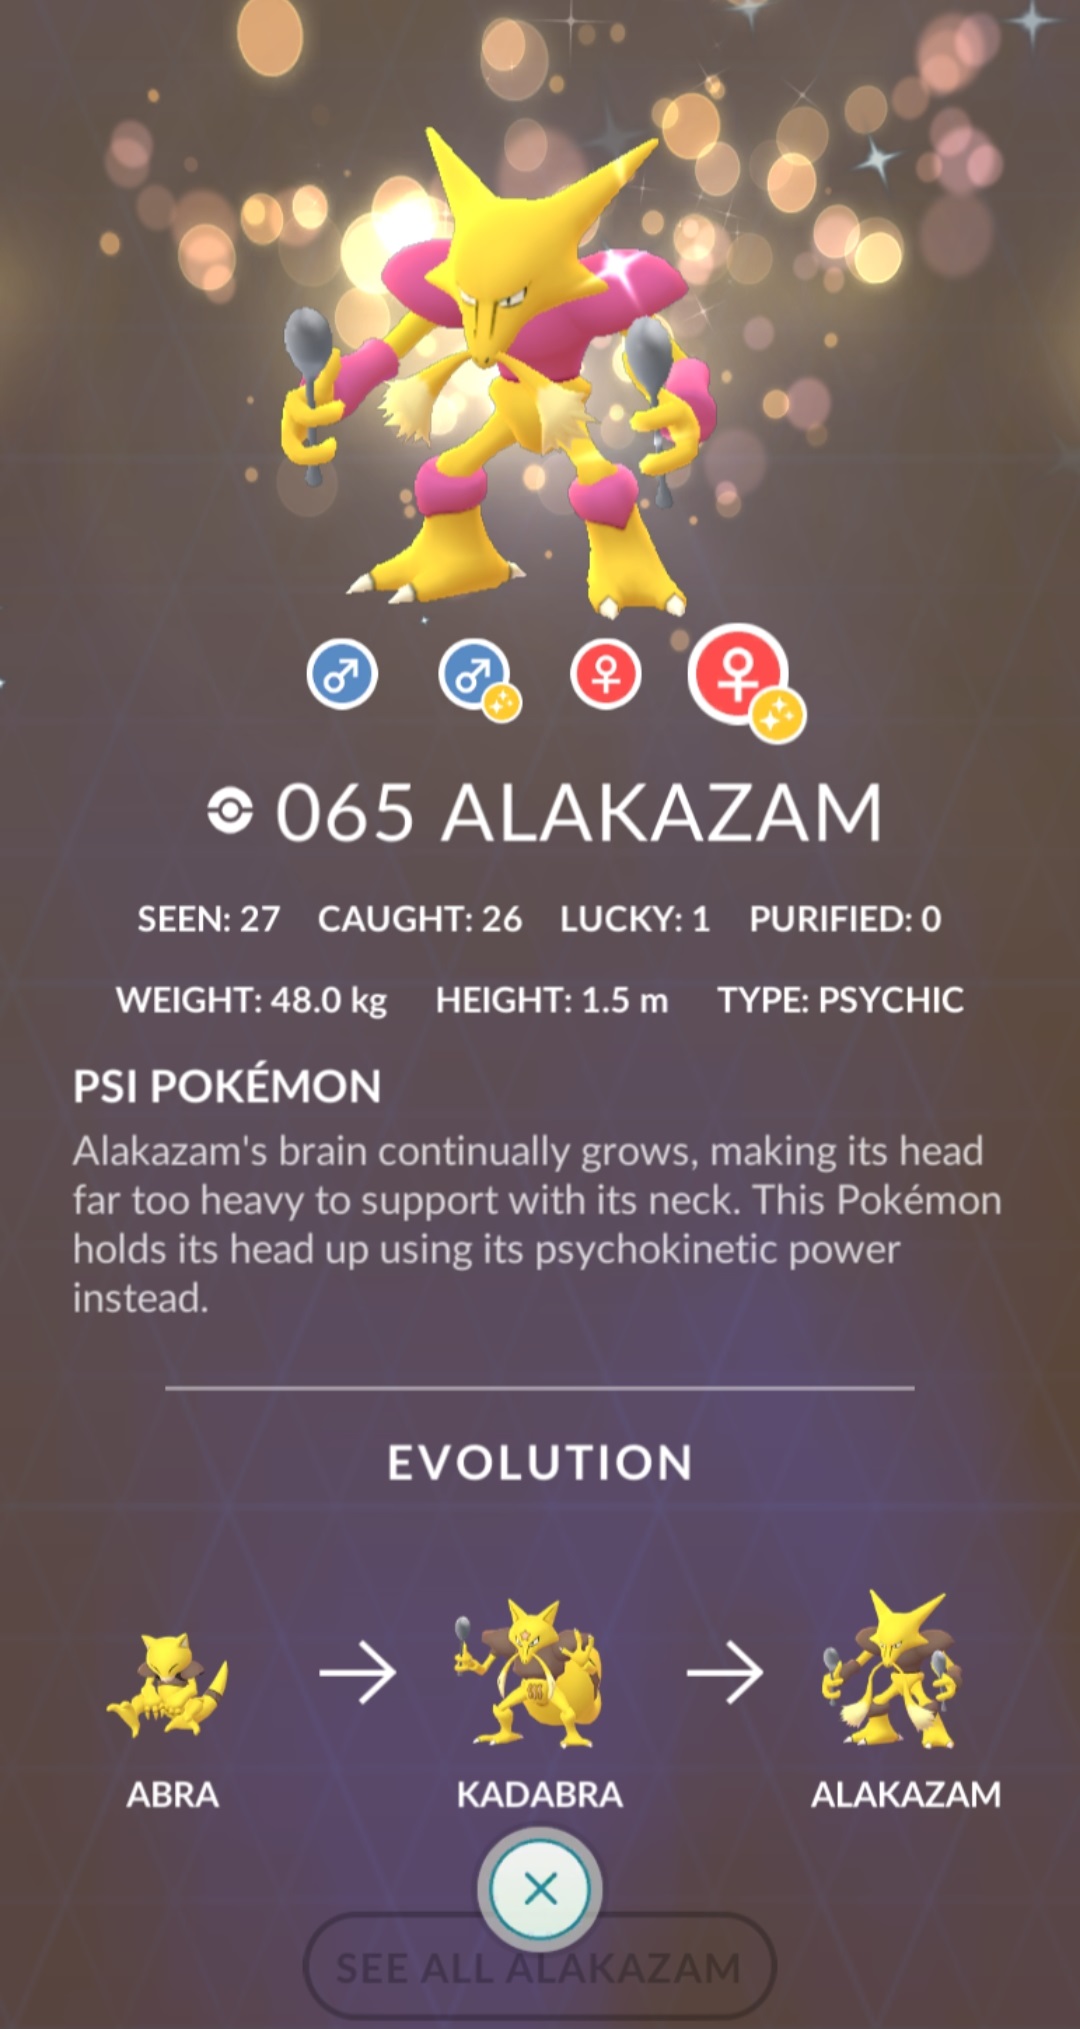 065 ALAKAZAM
SEEN: 27 CAUGHT: 26 LUCKY: 1 PURIFIED: 0
WEIGHT: 48.0 kg HEIGHT: 1.5 m TYPE: PSYCHIC
PSI POKÉMON
Alakazam's brain continually grows, making its head
far too heavy to support with its neck. This Pokémon
holds its head up using its psychokinetic power
instead.
EVOLUTION
ABRA KADABRA ALAKAZAM
SEE ALL ALAKAZAM